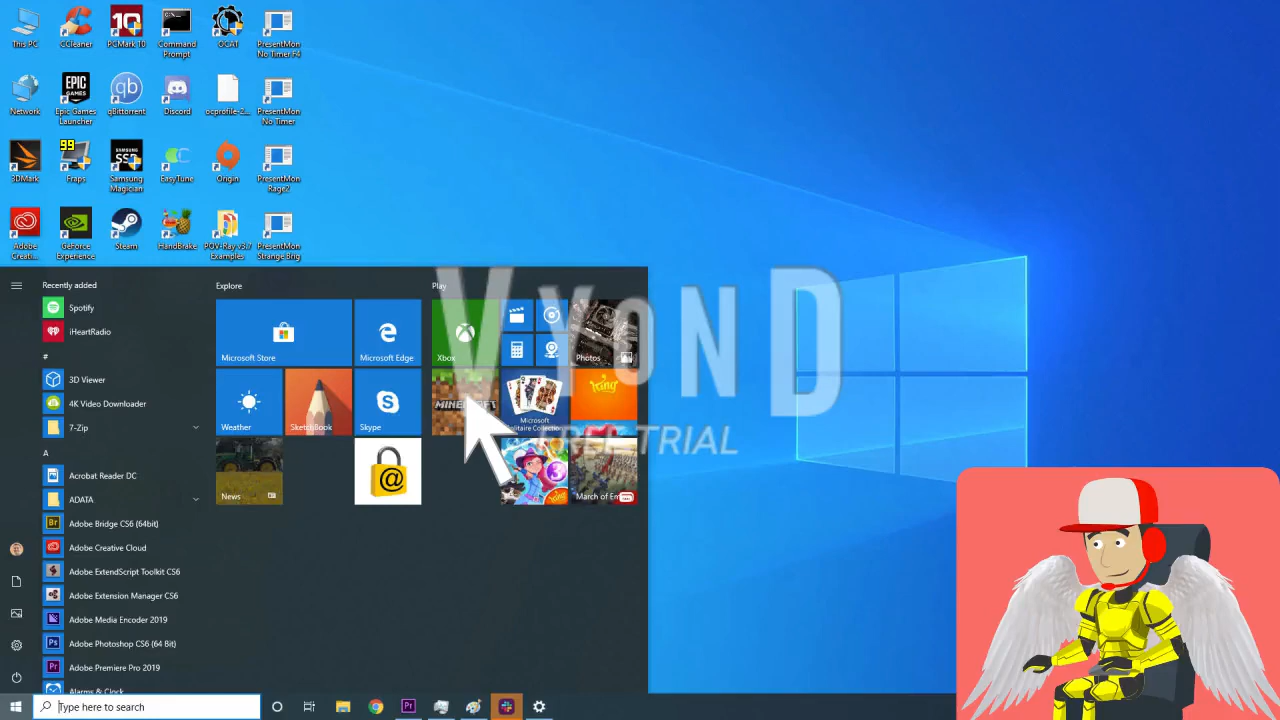 This PC
CCleaner
PCMark 10
Command Prompt
OCAT
PresentMon No Timer F4
Network
Epic Games Launcher
qBittorrent
Discord
ocprofile-2...
PresentMon No Timer
3DMark
99
Fraps
Samsung Magician
EasyTune
Origin
PresentMon Rage2
Adobe Creati...
GeForce Experience
Steam
HandBrake
POV-Ray v3.7 Examples
PresentMon Strange Brig
Recently added
Spotify
iHeartRadio
#
3D Viewer
4K Video Downloader
7-Zip
A
Acrobat Reader DC
ADATA
Adobe Bridge CS6 (64bit)
Adobe Creative Cloud
Adobe ExtendScript Toolkit CS6
Adobe Extension Manager CS6
Adobe Media Encoder 2019
Adobe Photoshop CS6 (64 Bit)
Adobe Premiere Pro 2019
Alarms & Clock
Explore
Microsoft Store
Microsoft Edge
Weather
SketchBook
Skype
News
Play
Xbox
Photos
MINECRAFT
Microsoft
Solitaire Collection
King
March of Em
VYOND
FREE TRIAL
Type here to search